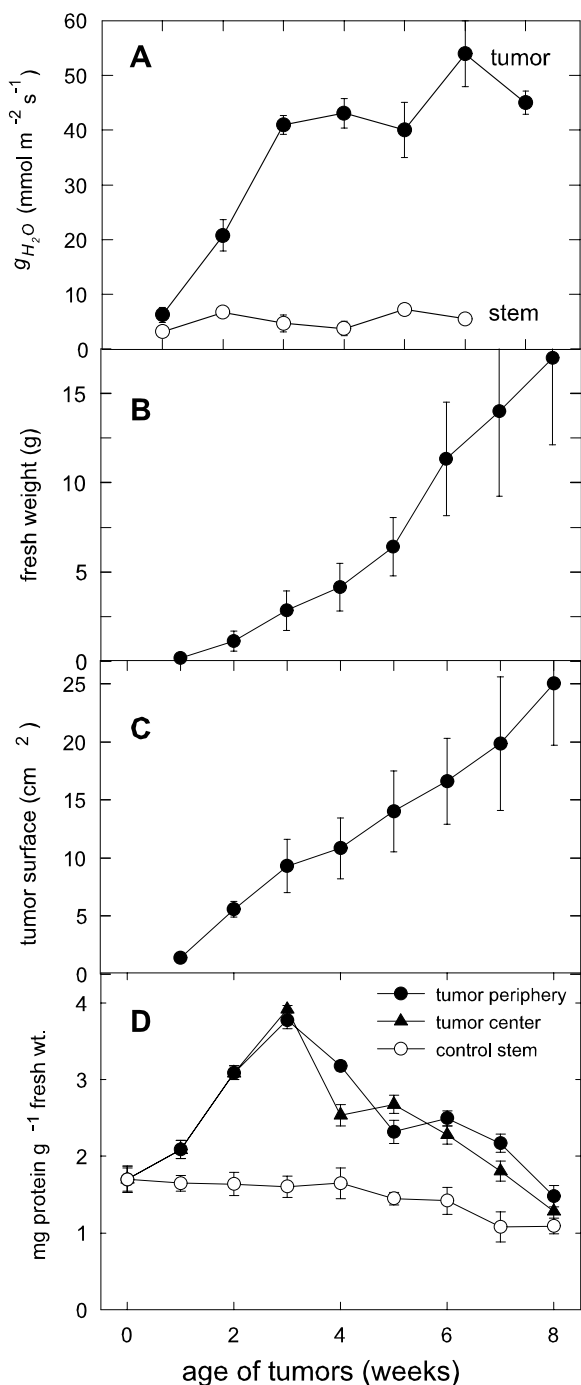 A
tumor
stem
g H2O (mmol m -2 s -1)
60
50
40
30
20
10
0
B
fresh weight (g)
15
10
5
0
C
tumor surface (cm 2)
25
20
15
10
5
0
D
tumor periphery
tumor center
control stem
mg protein g -1 fresh wt.
4
3
2
1
0
0 2 4 6 8
age of tumors (weeks)